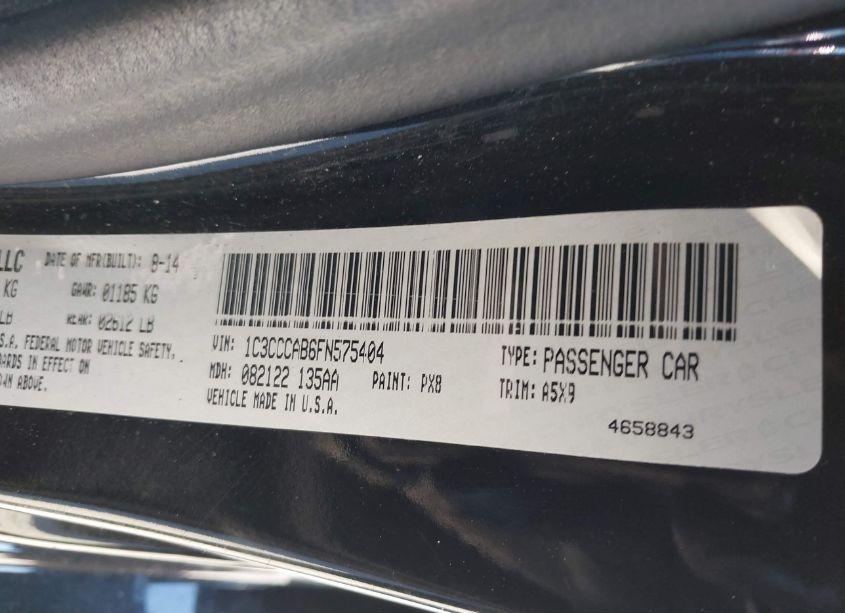 LLC DATE OF MFR(BUILT): 8-14
KG GAWR: 01185 KG
LB REAR: 02612 LB
S.A. FEDERAL MOTOR VEHICLE SAFETY,
ARDS IN EFFECT ON
OWN ABOVE.
VIN: 1C3CCCAB6FN575404
MDH: 082122 135AA PAINT: PX8
VEHICLE MADE IN U.S.A.
TYPE: PASSENGER CAR
TRIM: A5X9
4658843